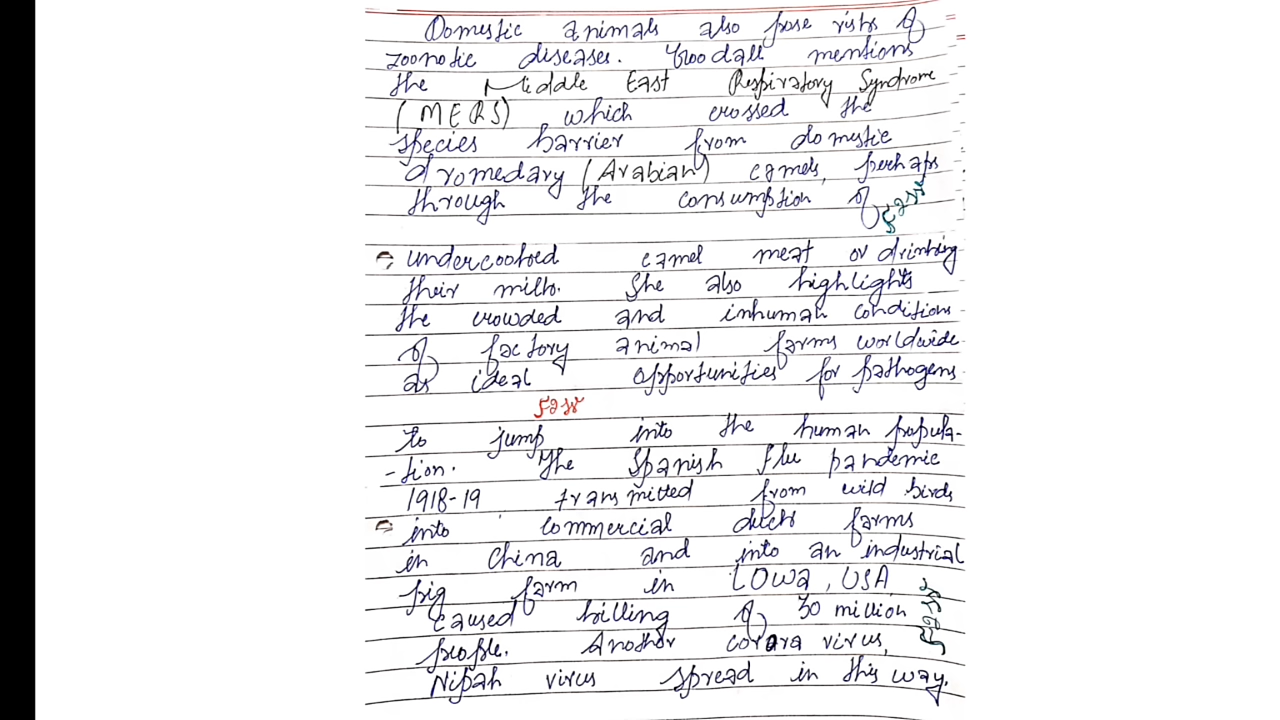 Domestic animals also pose risks of
zoonotic diseases. Goodall mentions
the Middle East Respiratory Syndrome
(MERS) which crossed the
species barrier from domestic
dromedary (Arabian) camels, perhaps
through the consumption of
undercooked camel meat or drinking
their milk. She also highlights
the crowded and inhuman conditions
of factory animal farms worldwide
as ideal opportunities for pathogens
to jump into the human popula-
-tion. The Spanish Flu pandemic
1918-19 transmitted from wild birds
into commercial duck farms
in China and into an industrial
pig farm in Iowa, USA
caused killing of 30 million
people. Another corora virus,
Nipah virus spread in this way.